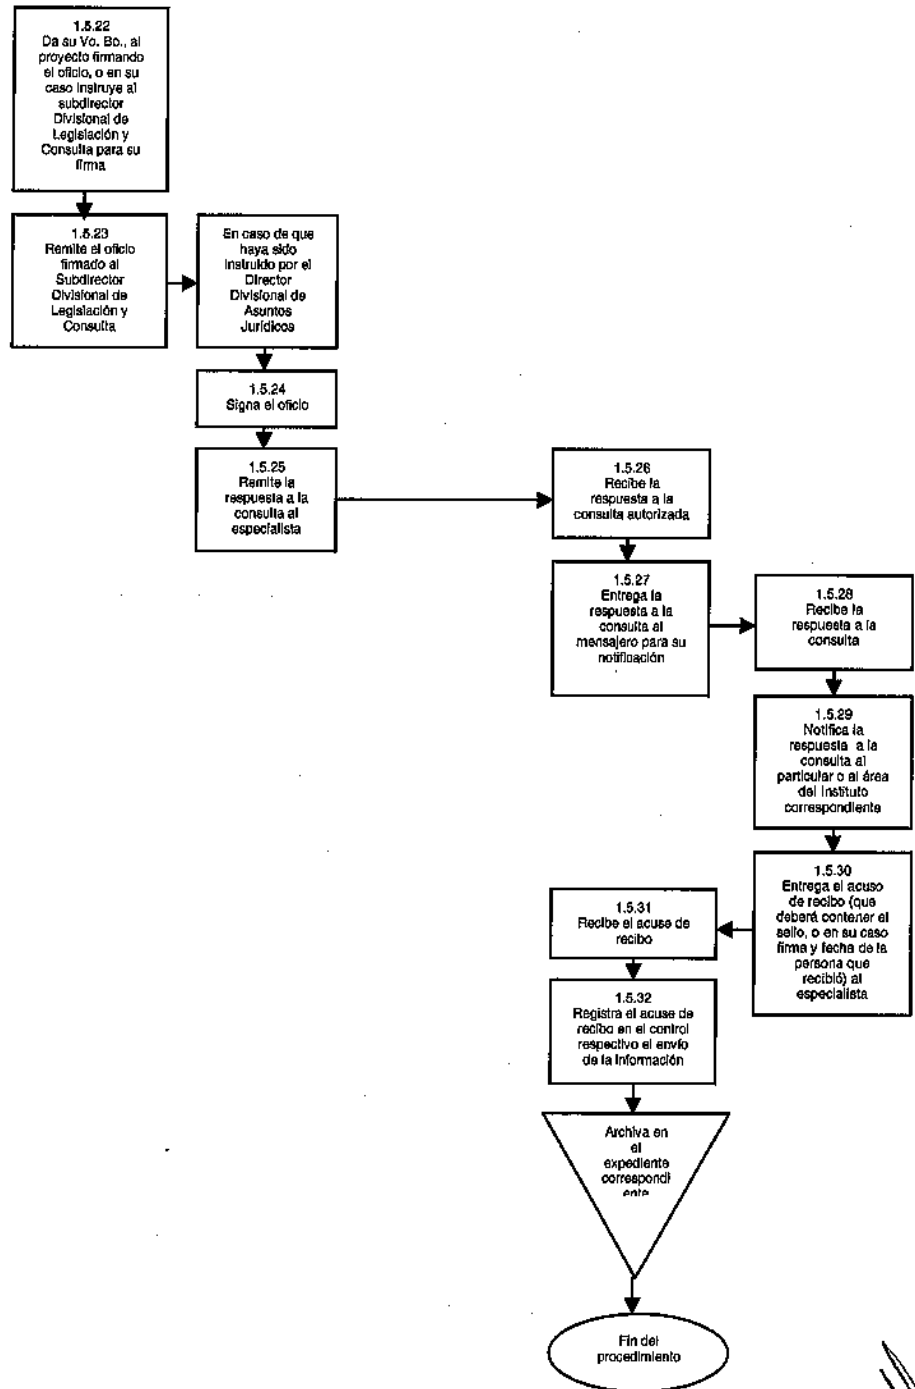 1.5.22
Da su Vo. Bo., al
proyecto firmando
el oficio, o en su
caso instruye al
subdirector
Divisional de
Legislación y
Consulta para su
firma
1.5.23
Remite el oficio
firmado al
Subdirector
Divisional de
Legislación y
Consulta
En caso de que
haya sido
instruido por el
Director
Divisional de
Asuntos
Jurídicos
1.5.24
Signa el oficio
1.5.25
Remite la
respuesta a la
consulta al
especialista
1.5.26
Recibe la
respuesta a la
consulta autorizada
1.5.27
Entrega la
respuesta a la
consulta al
mensajero para su
notificación
1.5.28
Recibe la
respuesta a la
consulta
1.5.29
Notifica la
respuesta a la
consulta al
particular o al área
del Instituto
correspondiente
1.5.30
Entrega el acuso
de recibo (que
deberá contener el
sello, o en su caso
firma y fecha de la
persona que
recibió) al
especialista
1.5.31
Recibe el acuse de
recibo
1.5.32
Registra el acuse de
recibo en el control
respectivo el envío
de la información
Archiva en
el
expediente
correspondi
ente
Fin del
procedimiento